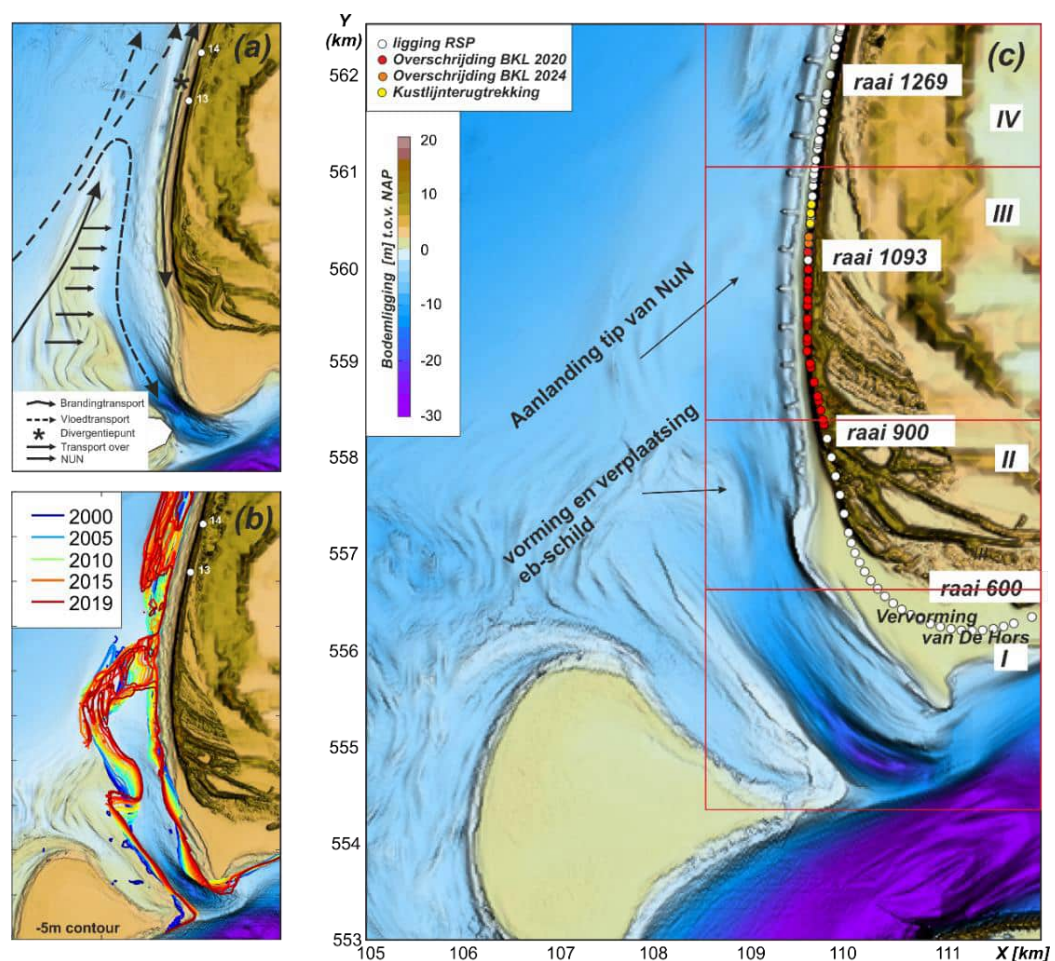 (a)
14
13
Brandingtransport
Vloedtransport
* Divergentiepunt
Transport over
NUN
(b)
2000
2005
2010
2015
2019
14
13
-5m contour
Y
(km)
562
561
560
559
558
557
556
555
554
553
105
106
107
108
109
110
111
X [km]
(c)
ligging RSP
Overschrijding BKL 2020
Overschrijding BKL 2024
Kustlijnterugtrekking
Bodemligging [m] t.o.v. NAP
20
10
0
-10
-20
-30
raai 1269
IV
III
raai 1093
Aanlanding tip van NuN
raai 900
II
vorming en verplaatsing
eb-schild
raai 600
Vervorming
van De Hors
I